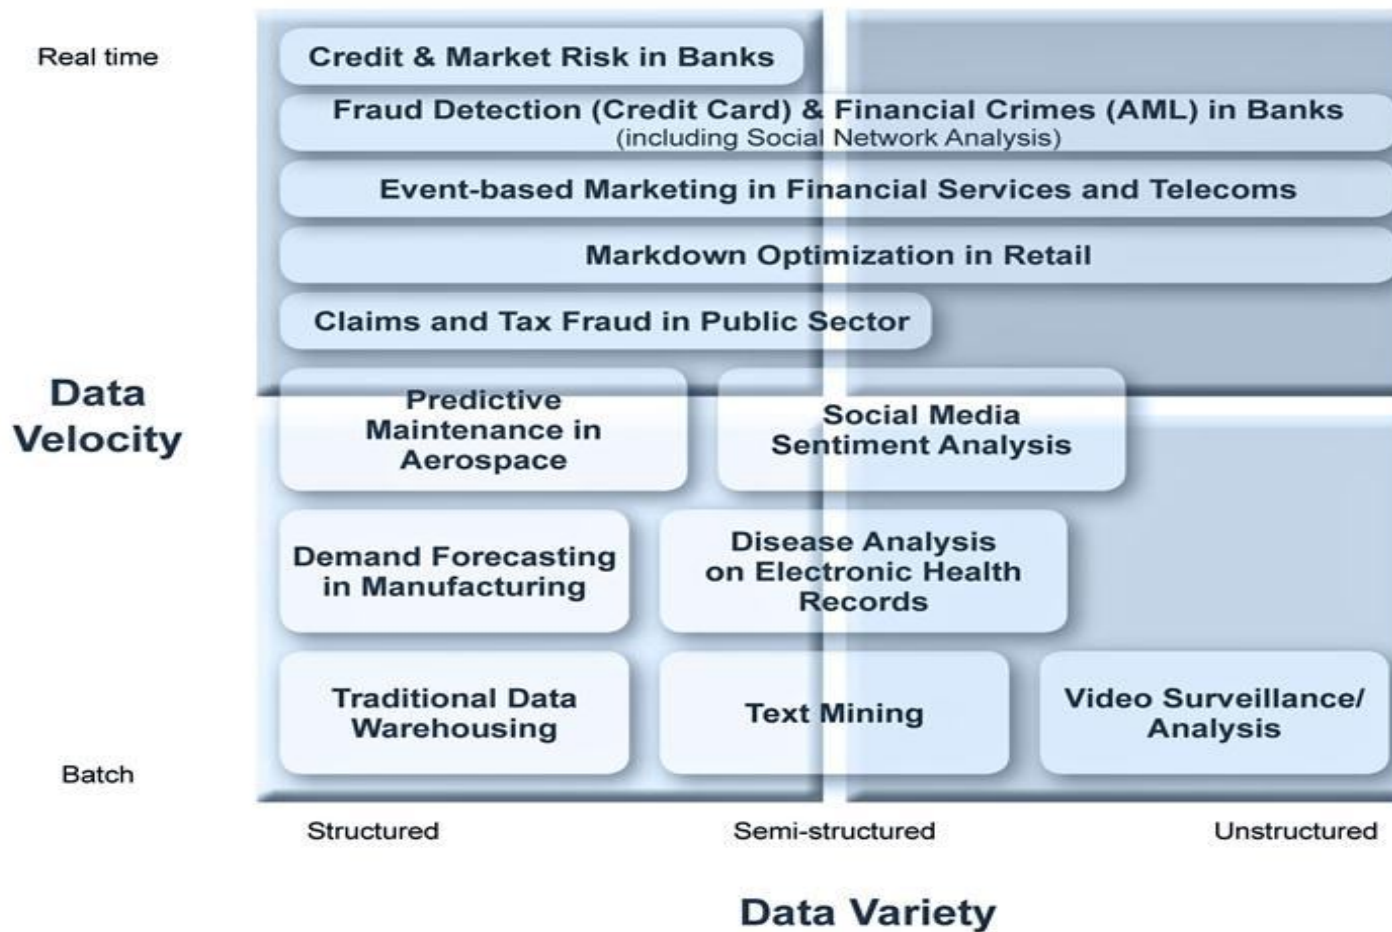 Real time
Credit & Market Risk in Banks
Fraud Detection (Credit Card) & Financial Crimes (AML) in Banks
(including Social Network Analysis)
Event-based Marketing in Financial Services and Telecoms
Markdown Optimization in Retail
Claims and Tax Fraud in Public Sector
Data
Velocity
Predictive
Maintenance in
Aerospace
Social Media
Sentiment Analysis
Demand Forecasting
in Manufacturing
Disease Analysis
on Electronic Health
Records
Traditional Data
Warehousing
Text Mining
Video Surveillance/
Analysis
Batch
Structured
Semi-structured
Unstructured
Data Variety